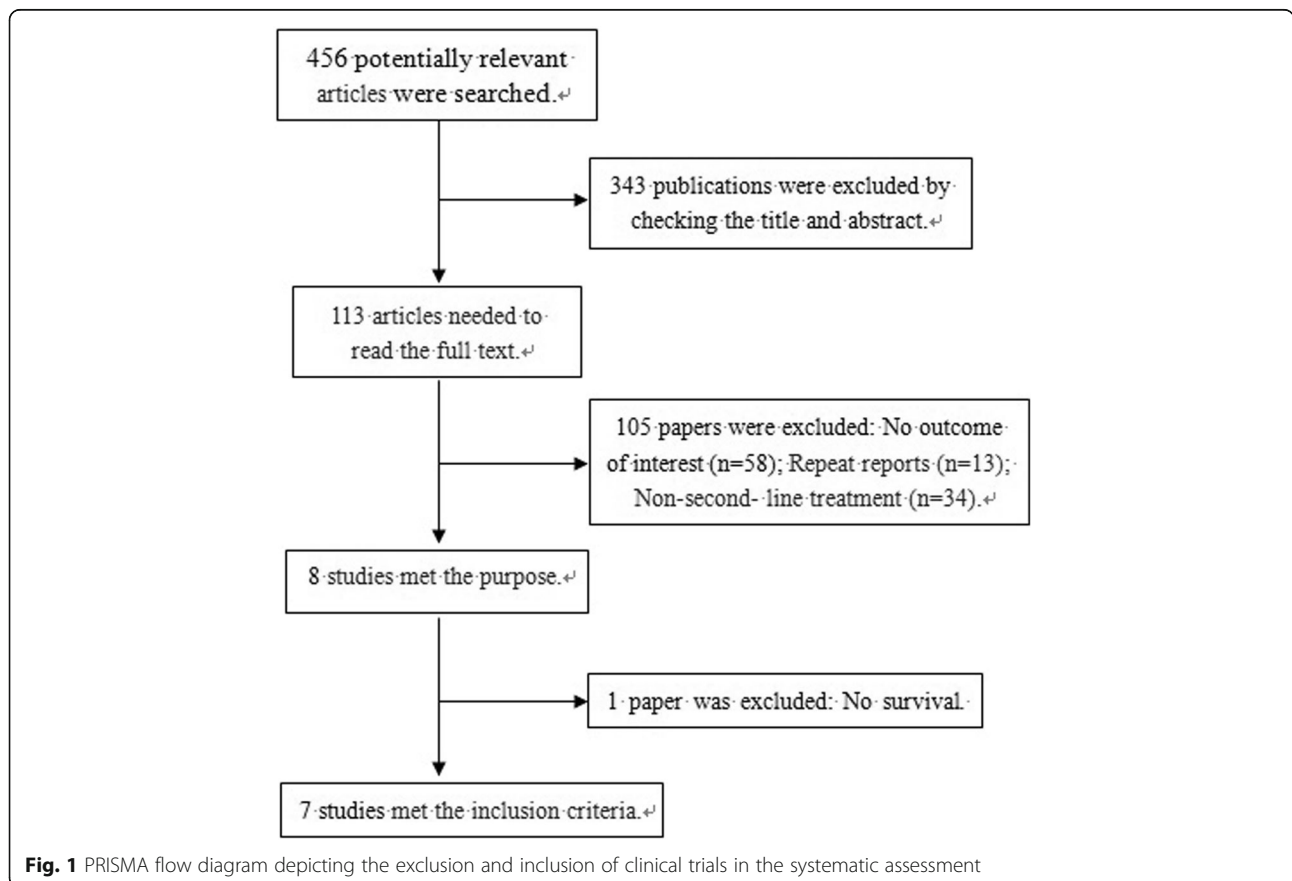 456 potentially relevant
articles were searched.↵
343 publications were excluded by
checking the title and abstract.↵
113 articles needed to
read the full text.↵
105 papers were excluded: No outcome
of interest (n=58); Repeat reports (n=13);
Non-second- line treatment (n=34).↵
8 studies met the purpose.↵
1 paper was excluded: No survival.
7 studies met the inclusion criteria.↵
Fig. 1 PRISMA flow diagram depicting the exclusion and inclusion of clinical trials in the systematic assessment